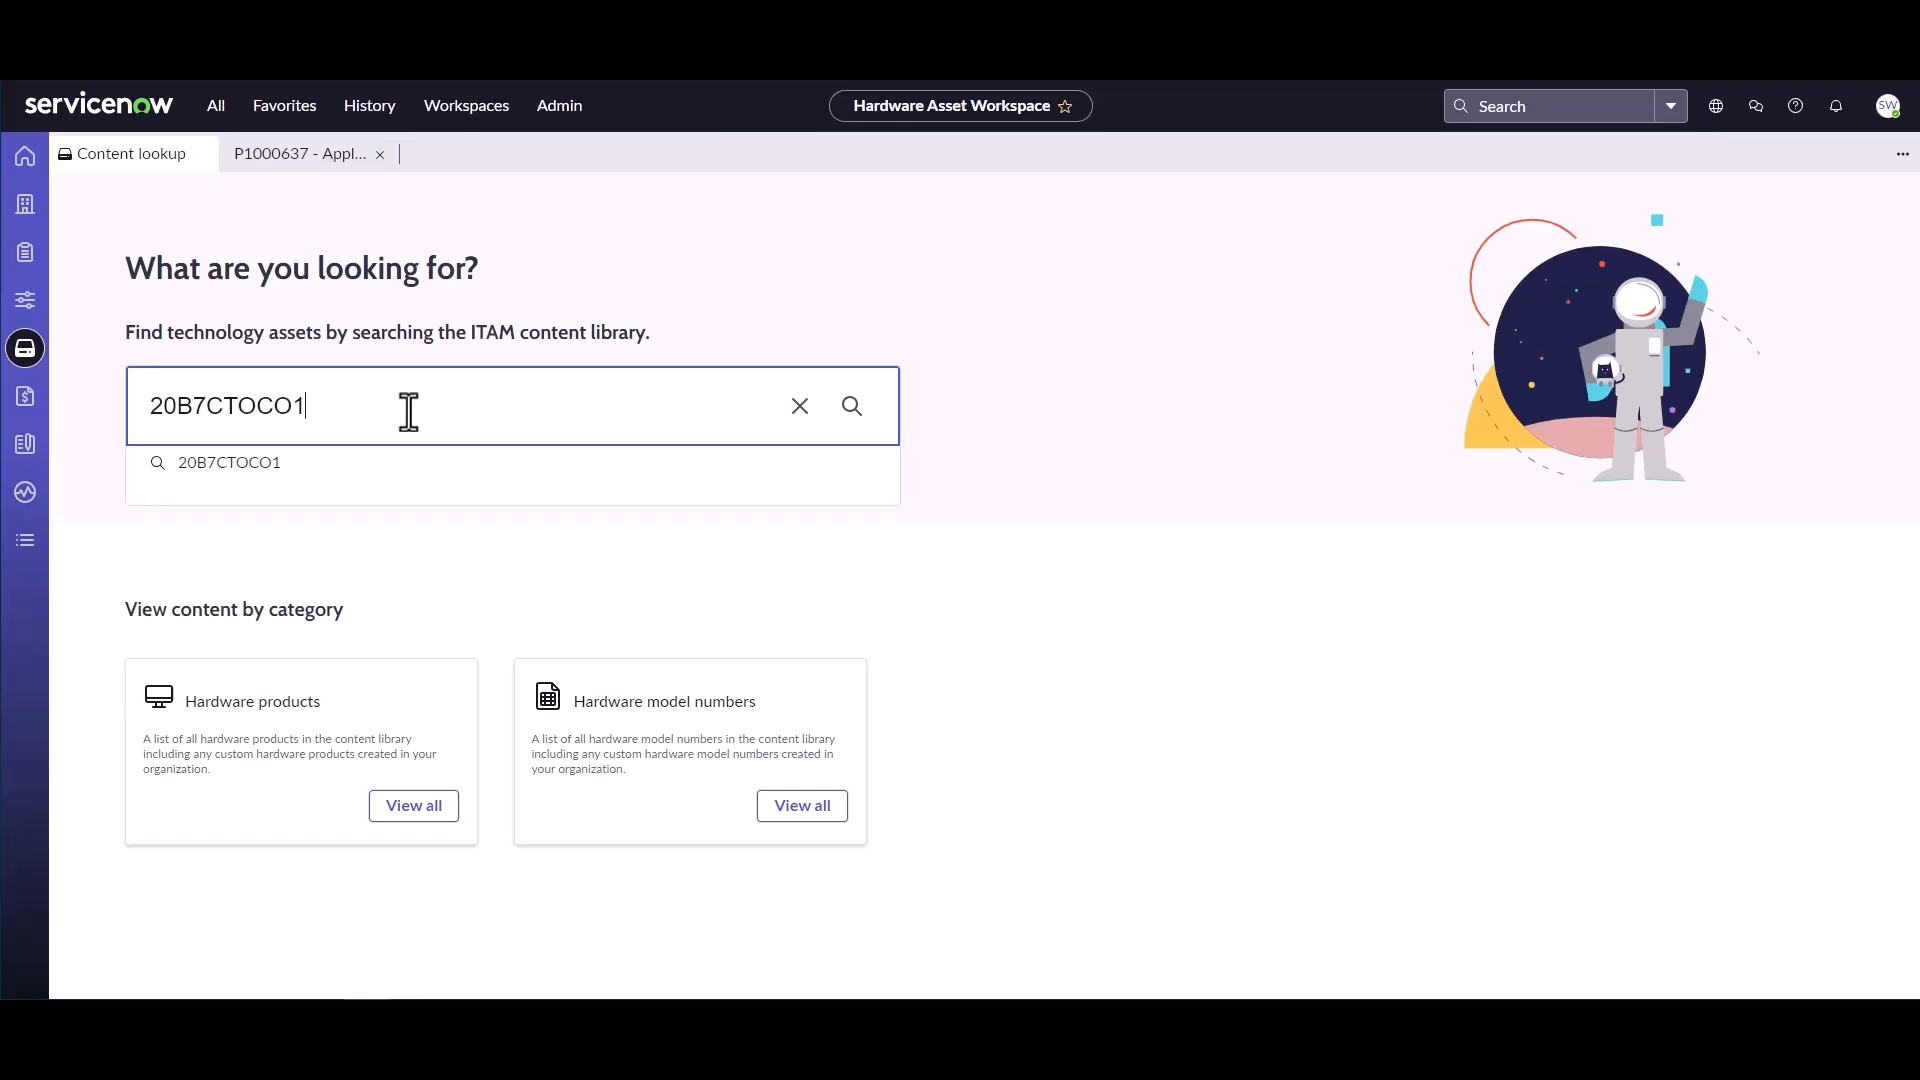 servicenow All Favorites History Workspaces Admin Hardware Asset Workspace Search SW
Content lookup P1000637 - Appl...
What are you looking for?
Find technology assets by searching the ITAM content library.
20B7CTOCO1
20B7CTOCO1
View content by category
Hardware products
A list of all hardware products in the content library
including any custom hardware products created in your
organization.
View all
Hardware model numbers
A list of all hardware model numbers in the content library
including any custom hardware model numbers created in
your organization.
View all